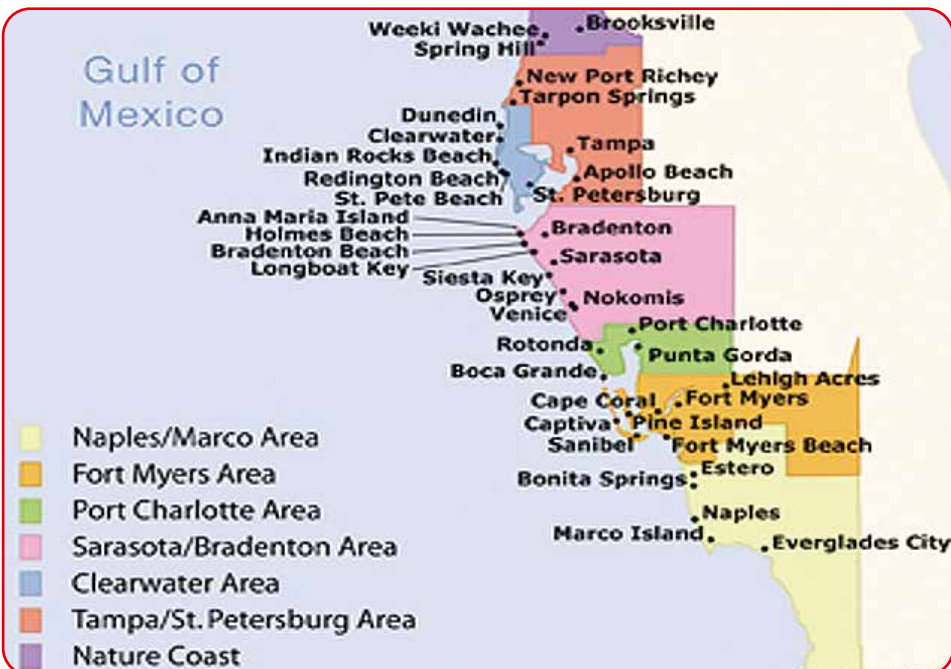 Brooksville
Weeki Wachee
Spring Hill
Gulf of
Mexico
New Port Richey
Tarpon Springs
Dunedin
Clearwater
Tampa
Indian Rocks Beach
Apollo Beach
Redington Beach
St. Petersburg
St. Pete Beach
Anna Maria Island
Holmes Beach
Bradenton
Bradenton Beach
Sarasota
Longboat Key
Siesta Key
Osprey
Nokomis
Venice
Port Charlotte
Rotonda
Punta Gorda
Boca Grande
Lehigh Acres
Cape Coral
Fort Myers
Captiva
Pine Island
Sanibel
Fort Myers Beach
Estero
Bonita Springs
Naples
Marco Island
Everglades City
Naples/Marco Area
Fort Myers Area
Port Charlotte Area
Sarasota/Bradenton Area
Clearwater Area
Tampa/St. Petersburg Area
Nature Coast